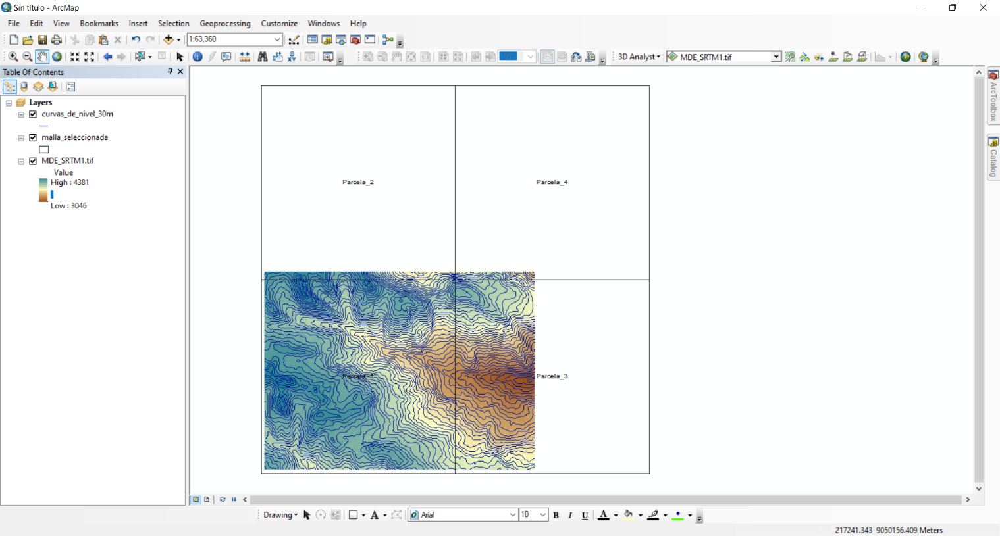 Sin título - ArcMap
File Edit View Bookmarks Insert Selection Geoprocessing Customize Windows Help
1:63,360
3D Analyst MDE_SRTM1.tif
Table Of Contents
Layers
curvas_de_nivel_30m
malla_seleccionada
MDE_SRTM1.tif
Value
High : 4381
Low : 3046
Parcela_2 Parcela_4
Parcela_1 Parcela_3
ArcToolbox
Catalog
Drawing A Arial 10 B I U A
217241.343 9050156.409 Meters